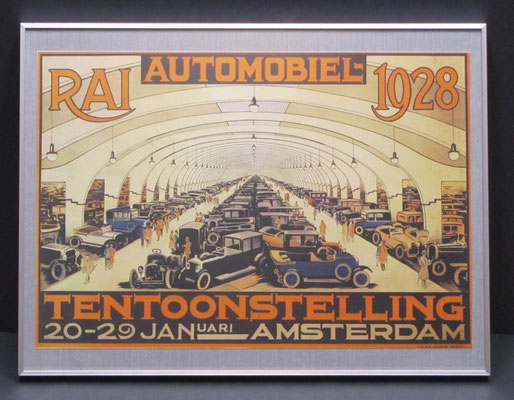 RAI AUTOMOBIEL- 1928
TENTOONSTELLING
20-29 JANUARI AMSTERDAM